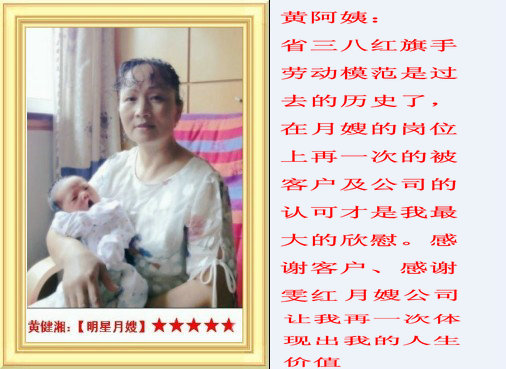 黄健湘：【明星月嫂】★★★★★
黄阿姨：
省三八红旗手
劳动模范是过
去的历史了，
在月嫂的岗位
上再一次的被
客户及公司的
认可才是我最
大的欣慰。感
谢客户、感谢
雯红月嫂公司
让我再一次体
现出我的人生
价值